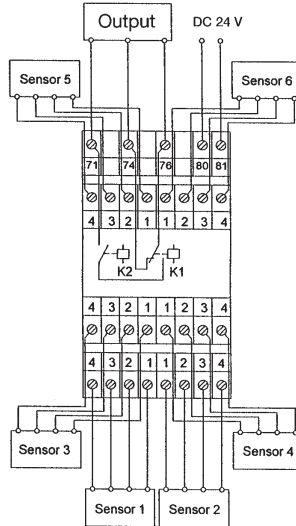 Output
DC 24 V
Sensor 5
Sensor 6
71 74 76 80 81
4 3 2 1 1 2 3 4
K2 K1
4 3 2 1 1 2 3 4
4 3 2 1 1 2 3 4
Sensor 3
Sensor 4
Sensor 1
Sensor 2